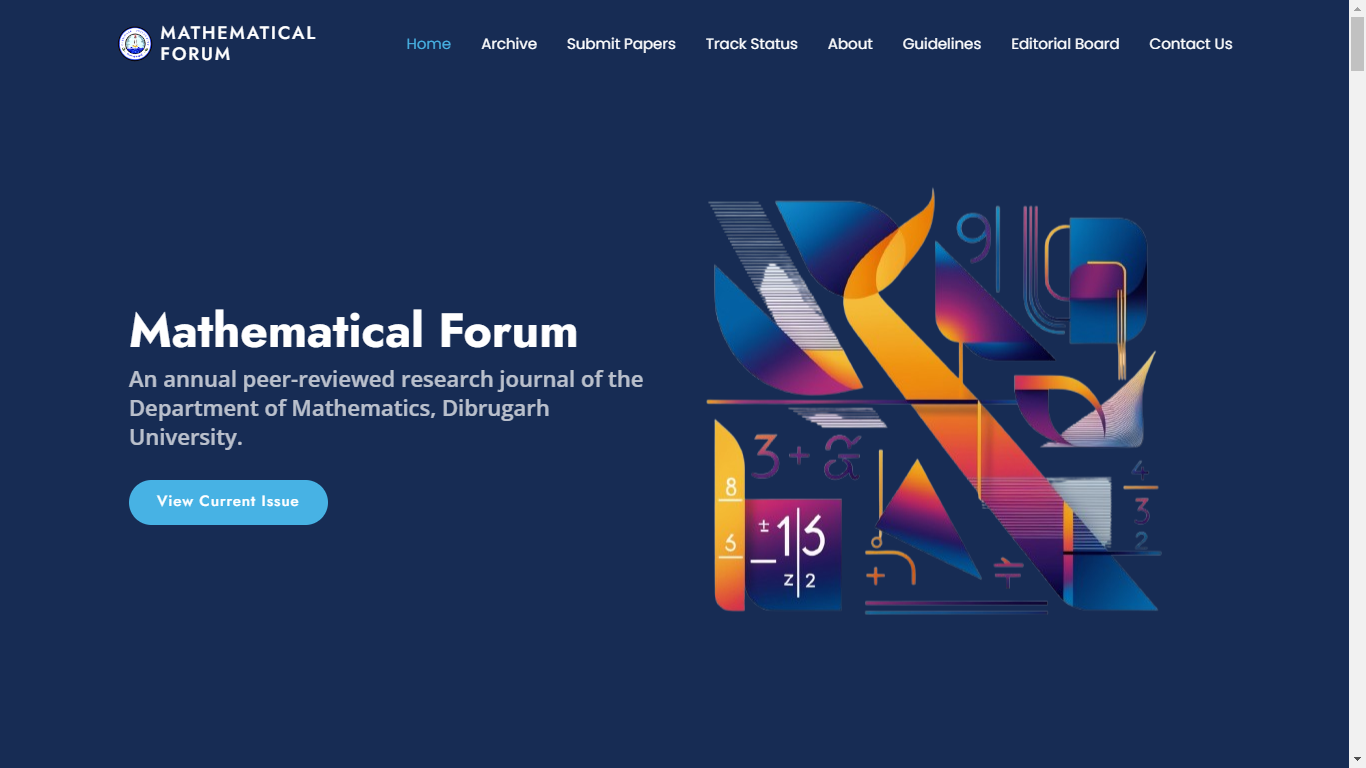 MATHEMATICAL
FORUM
Home Archive Submit Papers Track Status About Guidelines Editorial Board Contact Us
Mathematical Forum
An annual peer-reviewed research journal of the
Department of Mathematics, Dibrugarh
University.
View Current Issue
9
3 +
8
6
± 13
z 2
4
3
2
+